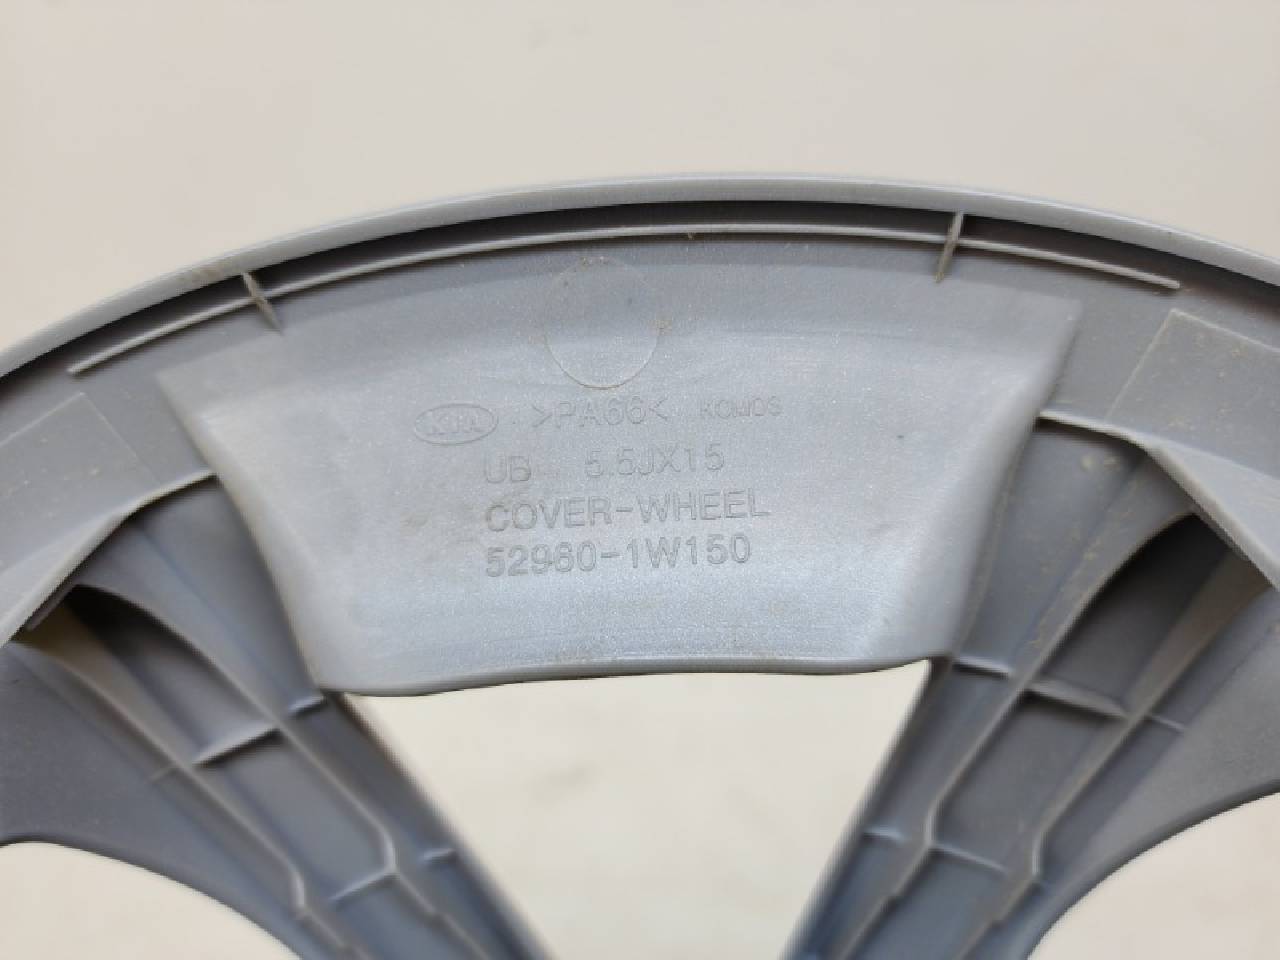 KIA >PA66< KOMOS
UB 5.5JX15
COVER-WHEEL
52960-1W150